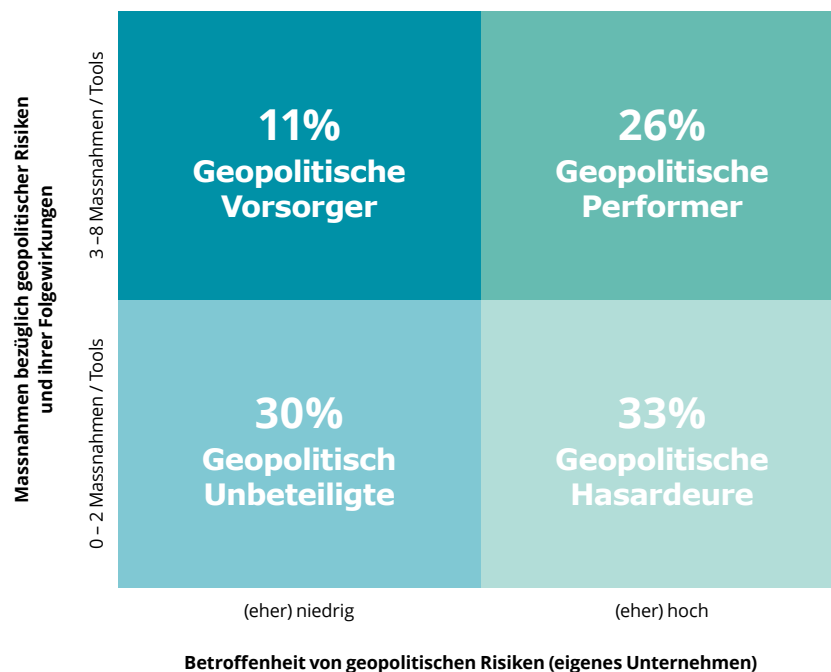 Massnahmen bezüglich geopolitischer Risiken
und ihrer Folgewirkungen
3 –8 Massnahmen / Tools
11%
Geopolitische
Vorsorger
26%
Geopolitische
Performer
0 – 2 Massnahmen / Tools
30%
Geopolitisch
Unbeteiligte
33%
Geopolitische
Hasardeure
(eher) niedrig
(eher) hoch
Betroffenheit von geopolitischen Risiken (eigenes Unternehmen)